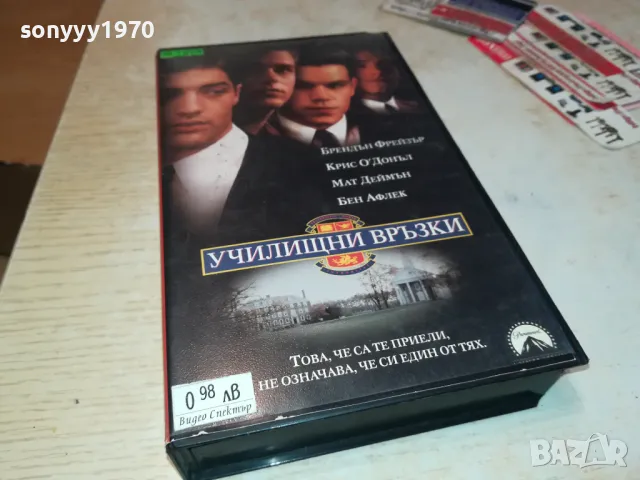 sonyyy1970
БРЕНДЪН ФРЕЙЗЪР
КРИС О'ДОНЪЛ
МАТ ДЕЙМЪН
БЕН АФЛЕК
УЧИЛИЩНИ ВРЪЗКИ
ТОВА, ЧЕ СА ТЕ ПРИЕЛИ,
НЕ ОЗНАЧАВА, ЧЕ СИ ЕДИН ОТ ТЯХ.
Paramount
0 98 ЛВ
Видео Спектър
BAZAR